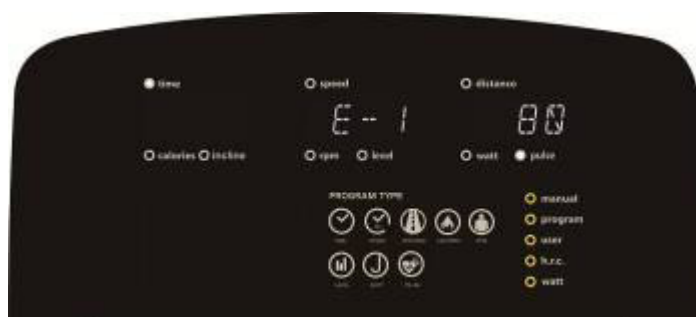 time speed distance
E-- 1 80
calories incline rpm level watt pulse
PROGRAM TYPE
manual
program
user
h.r.c.
watt